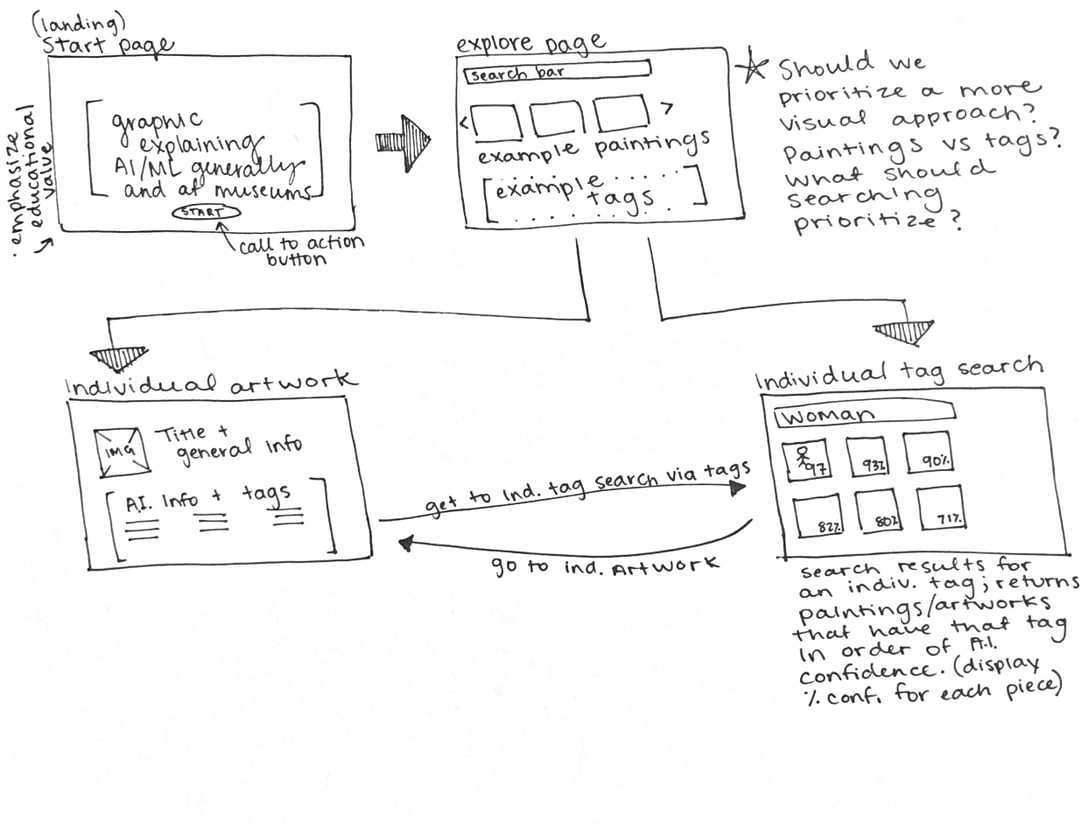 (landing)
Start page
• emphasize
educational
value
graphic
explaining
AI/ML generally
and at museums
START
call to action
button
explore page
search bar
<
>
example paintings
example
tags
Should we
prioritize a more
visual approach?
Paintings vs tags?
What should
searching
prioritize?
Individual artwork
IMG
Title +
general info
A.I. Info + tags
get to Ind. tag search via tags
go to ind. Artwork
Individual tag search
woman
97
93%
90%
82%
80%
71%
search results for
an indiv. tag; returns
paintings/artworks
that have that tag
in order of A.I.
confidence. (display
% conf. for each piece)